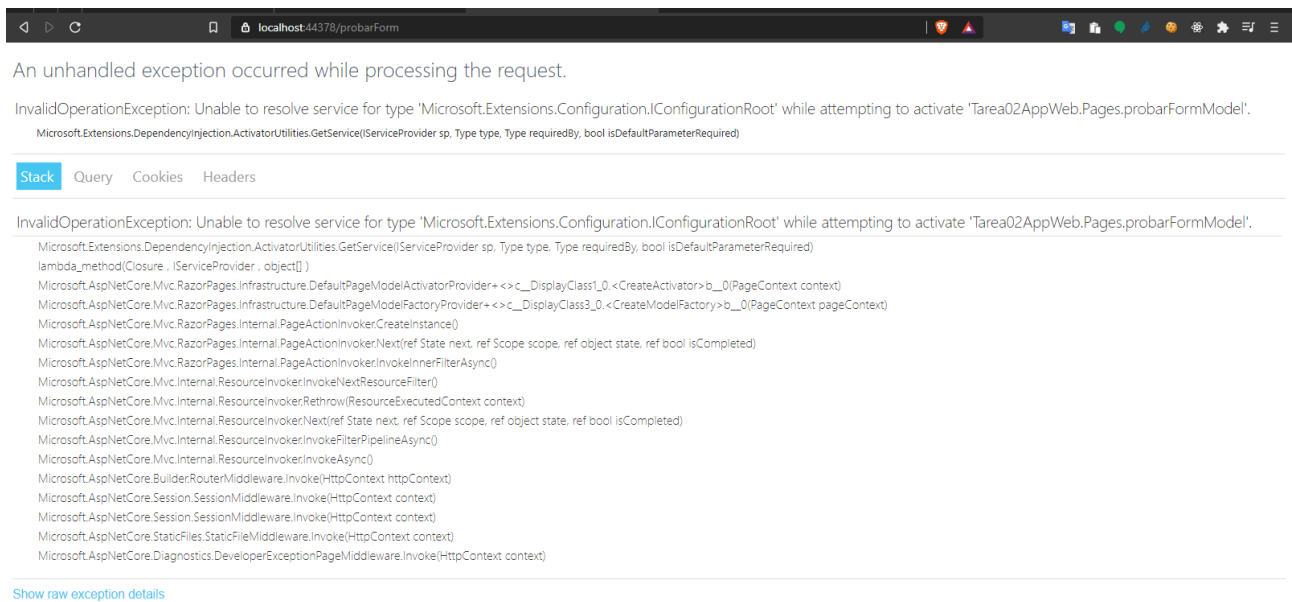 localhost:44378/probarForm
An unhandled exception occurred while processing the request.
InvalidOperationException: Unable to resolve service for type 'Microsoft.Extensions.Configuration.IConfigurationRoot' while attempting to activate 'Tarea02AppWeb.Pages.probarFormModel'.
Microsoft.Extensions.DependencyInjection.ActivatorUtilities.GetService(IServiceProvider sp, Type type, Type requiredBy, bool isDefaultParameterRequired)
Stack Query Cookies Headers
InvalidOperationException: Unable to resolve service for type 'Microsoft.Extensions.Configuration.IConfigurationRoot' while attempting to activate 'Tarea02AppWeb.Pages.probarFormModel'.
Microsoft.Extensions.DependencyInjection.ActivatorUtilities.GetService(IServiceProvider sp, Type type, Type requiredBy, bool isDefaultParameterRequired)
lambda_method(Closure , IServiceProvider , object[] )
Microsoft.AspNetCore.Mvc.RazorPages.Infrastructure.DefaultPageModelActivatorProvider+<>c__DisplayClass1_0.<CreateActivator>b__0(PageContext context)
Microsoft.AspNetCore.Mvc.RazorPages.Infrastructure.DefaultPageModelFactoryProvider+<>c__DisplayClass3_0.<CreateModelFactory>b__0(PageContext pageContext)
Microsoft.AspNetCore.Mvc.RazorPages.Internal.PageActionInvoker.CreateInstance()
Microsoft.AspNetCore.Mvc.RazorPages.Internal.PageActionInvoker.Next(ref State next, ref Scope scope, ref object state, ref bool isCompleted)
Microsoft.AspNetCore.Mvc.RazorPages.Internal.PageActionInvoker.InvokeInnerFilterAsync()
Microsoft.AspNetCore.Mvc.Internal.ResourceInvoker.InvokeNextResourceFilter()
Microsoft.AspNetCore.Mvc.Internal.ResourceInvoker.Rethrow(ResourceExecutedContext context)
Microsoft.AspNetCore.Mvc.Internal.ResourceInvoker.Next(ref State next, ref Scope scope, ref object state, ref bool isCompleted)
Microsoft.AspNetCore.Mvc.Internal.ResourceInvoker.InvokeFilterPipelineAsync()
Microsoft.AspNetCore.Mvc.Internal.ResourceInvoker.InvokeAsync()
Microsoft.AspNetCore.Builder.RouterMiddleware.Invoke(HttpContext httpContext)
Microsoft.AspNetCore.Session.SessionMiddleware.Invoke(HttpContext context)
Microsoft.AspNetCore.Session.SessionMiddleware.Invoke(HttpContext context)
Microsoft.AspNetCore.StaticFiles.StaticFileMiddleware.Invoke(HttpContext context)
Microsoft.AspNetCore.Diagnostics.DeveloperExceptionPageMiddleware.Invoke(HttpContext context)
Show raw exception details